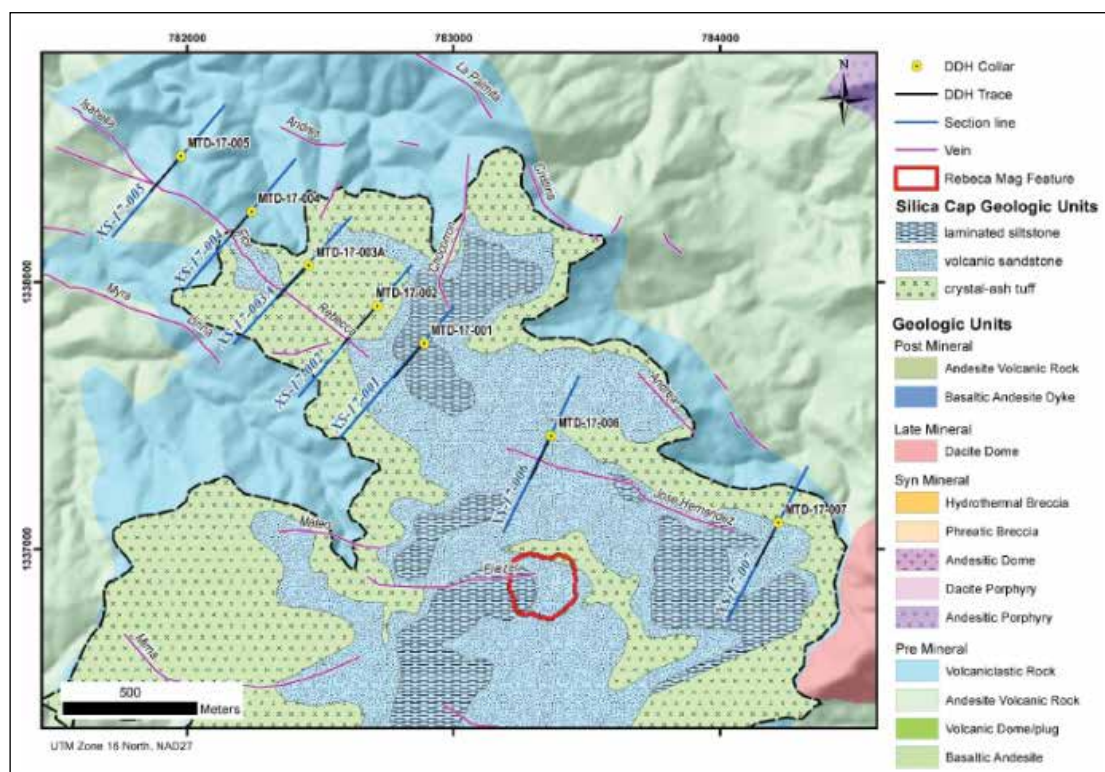 782000
783000
784000
1338000
1337000
La Palmita
Isabella
Andres
Cristina
MTD-17-005
XS-17-005
MTD-17-004
XS-17-004
MTD-17-003A
XS-17-003A
MTD-17-002
XS-17-002
Rebecca
MTD-17-001
XS-17-001
Myra
Andrea
MTD-17-006
XS-17-006
Jose Hernandez
MTD-17-007
XS-17-007
Mateo
Mirna
500
Meters
UTM Zone 16 North, NAD27
N
DDH Collar
DDH Trace
Section line
Vein
Rebeca Mag Feature
Silica Cap Geologic Units
laminated siltstone
volcanic sandstone
crystal-ash tuff
Geologic Units
Post Mineral
Andesite Volcanic Rock
Basaltic Andesite Dyke
Late Mineral
Dacite Dome
Syn Mineral
Hydrothermal Breccia
Phreatic Breccia
Andesitic Dome
Dacite Porphyry
Andesitic Porphyry
Pre Mineral
Volcaniclastic Rock
Andesite Volcanic Rock
Volcanic Dome/plug
Basaltic Andesite